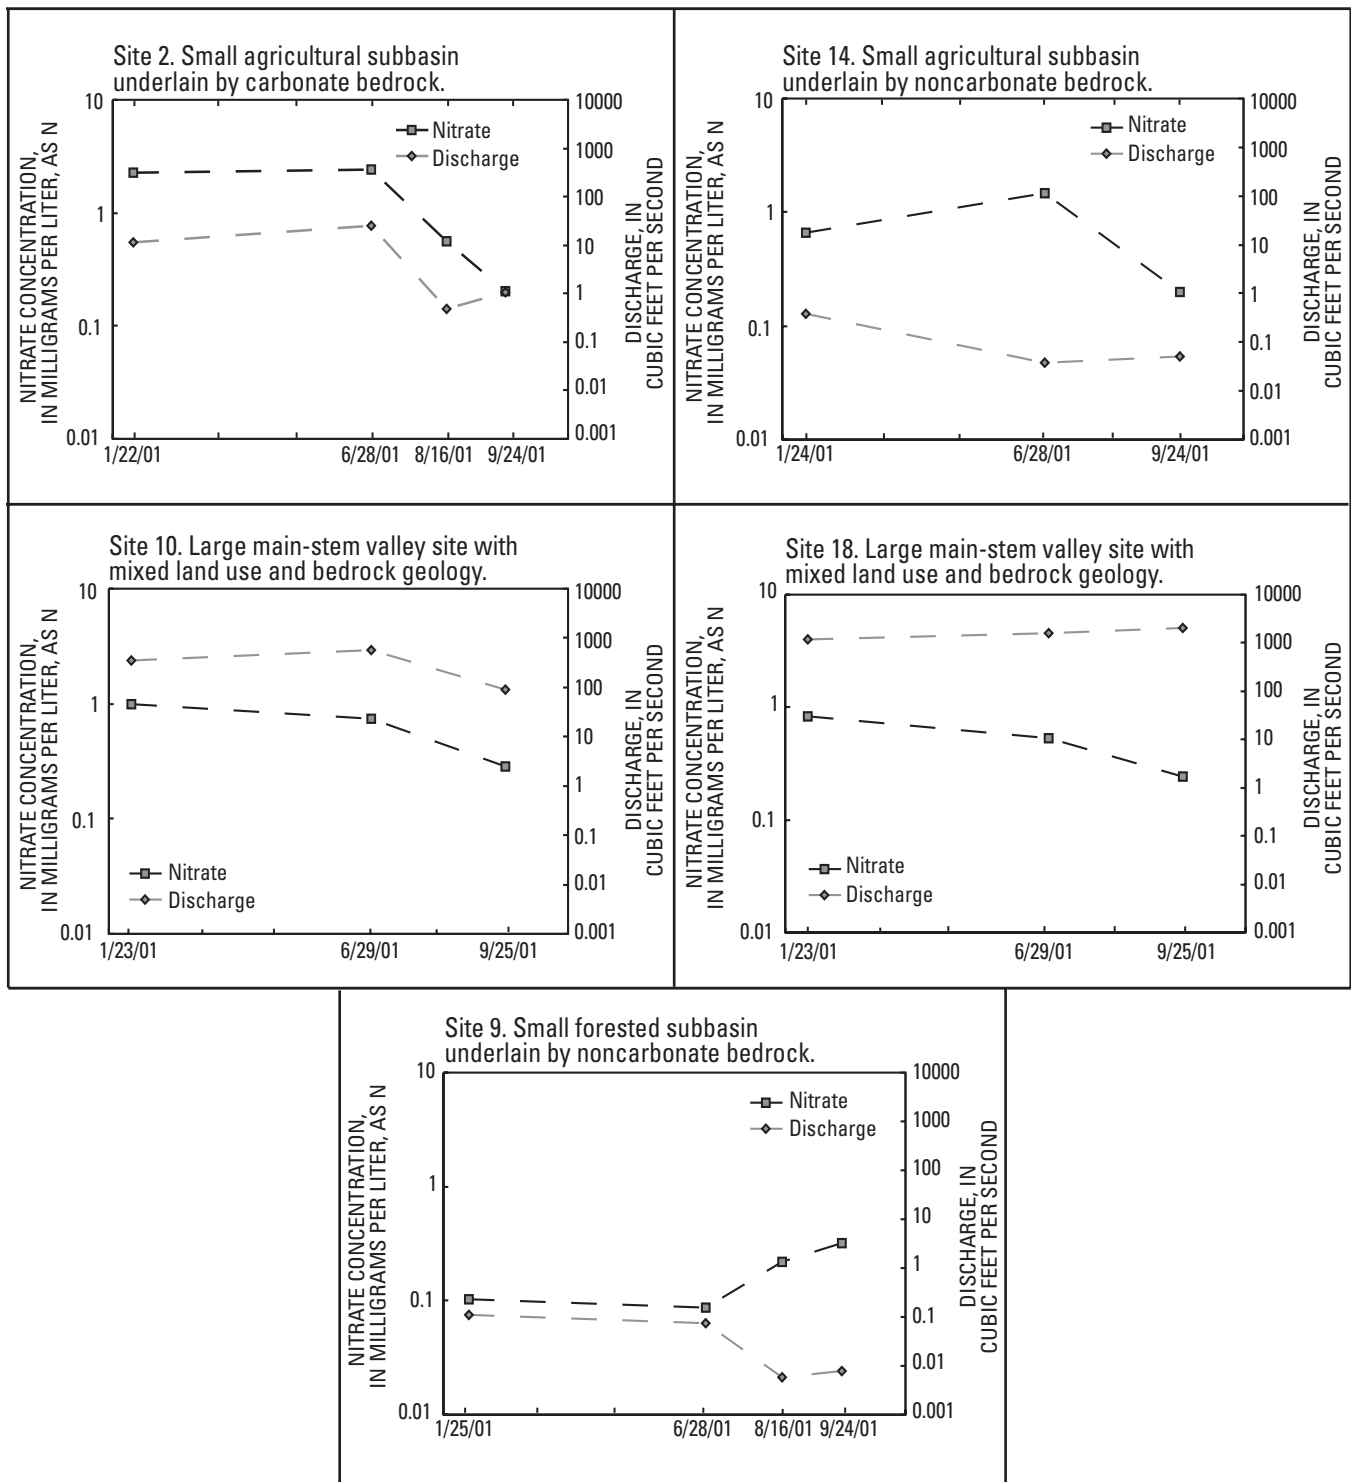 Site 2. Small agricultural subbasin
underlain by carbonate bedrock.
NITRATE CONCENTRATION,
IN MILLIGRAMS PER LITER, AS N
10
1
0.1
0.01
Nitrate
Discharge
10000
1000
100
10
1
0.1
0.01
0.001
DISCHARGE, IN
CUBIC FEET PER SECOND
1/22/01 6/28/01 8/16/01 9/24/01
Site 14. Small agricultural subbasin
underlain by noncarbonate bedrock.
NITRATE CONCENTRATION,
IN MILLIGRAMS PER LITER, AS N
10
1
0.1
0.01
Nitrate
Discharge
10000
1000
100
10
1
0.1
0.01
0.001
DISCHARGE, IN
CUBIC FEET PER SECOND
1/24/01 6/28/01 9/24/01
Site 10. Large main-stem valley site with
mixed land use and bedrock geology.
NITRATE CONCENTRATION,
IN MILLIGRAMS PER LITER, AS N
10
1
0.1
0.01
Nitrate
Discharge
10000
1000
100
10
1
0.1
0.01
0.001
DISCHARGE, IN
CUBIC FEET PER SECOND
1/23/01 6/29/01 9/25/01
Site 18. Large main-stem valley site with
mixed land use and bedrock geology.
NITRATE CONCENTRATION,
IN MILLIGRAMS PER LITER, AS N
10
1
0.1
0.01
Nitrate
Discharge
10000
1000
100
10
1
0.1
0.01
0.001
DISCHARGE, IN
CUBIC FEET PER SECOND
1/23/01 6/29/01 9/25/01
Site 9. Small forested subbasin
underlain by noncarbonate bedrock.
NITRATE CONCENTRATION,
IN MILLIGRAMS PER LITER, AS N
10
1
0.1
0.01
Nitrate
Discharge
10000
1000
100
10
1
0.1
0.01
0.001
DISCHARGE, IN
CUBIC FEET PER SECOND
1/25/01 6/28/01 8/16/01 9/24/01